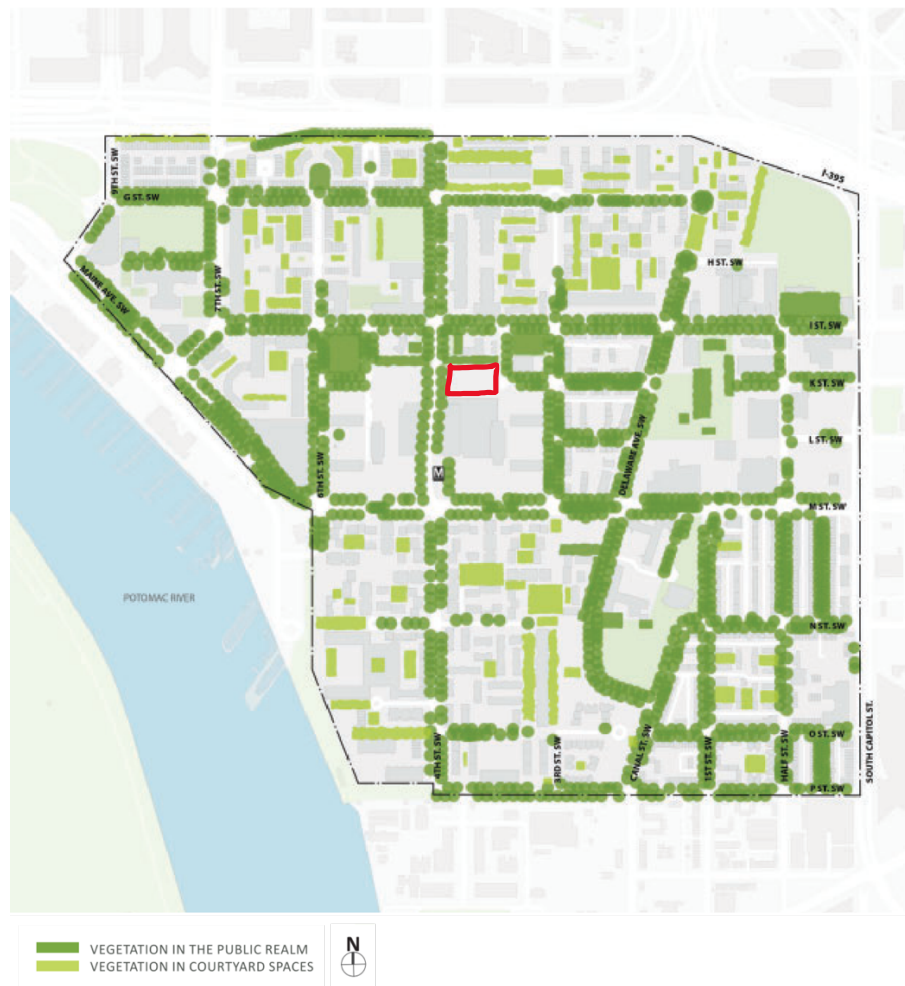 I-395
9TH ST. SW
G ST. SW
H ST. SW
MAINE AVE. SW
7TH ST. SW
I ST. SW
K ST. SW
DELAWARE AVE. SW
L ST. SW
6TH ST. SW
M
M ST. SW
POTOMAC RIVER
N ST. SW
SOUTH CAPITOL ST.
O ST. SW
4TH ST. SW
3RD ST. SW
CANAL ST. SW
1ST ST. SW
HALF ST. SW
P ST. SW
VEGETATION IN THE PUBLIC REALM
VEGETATION IN COURTYARD SPACES
N